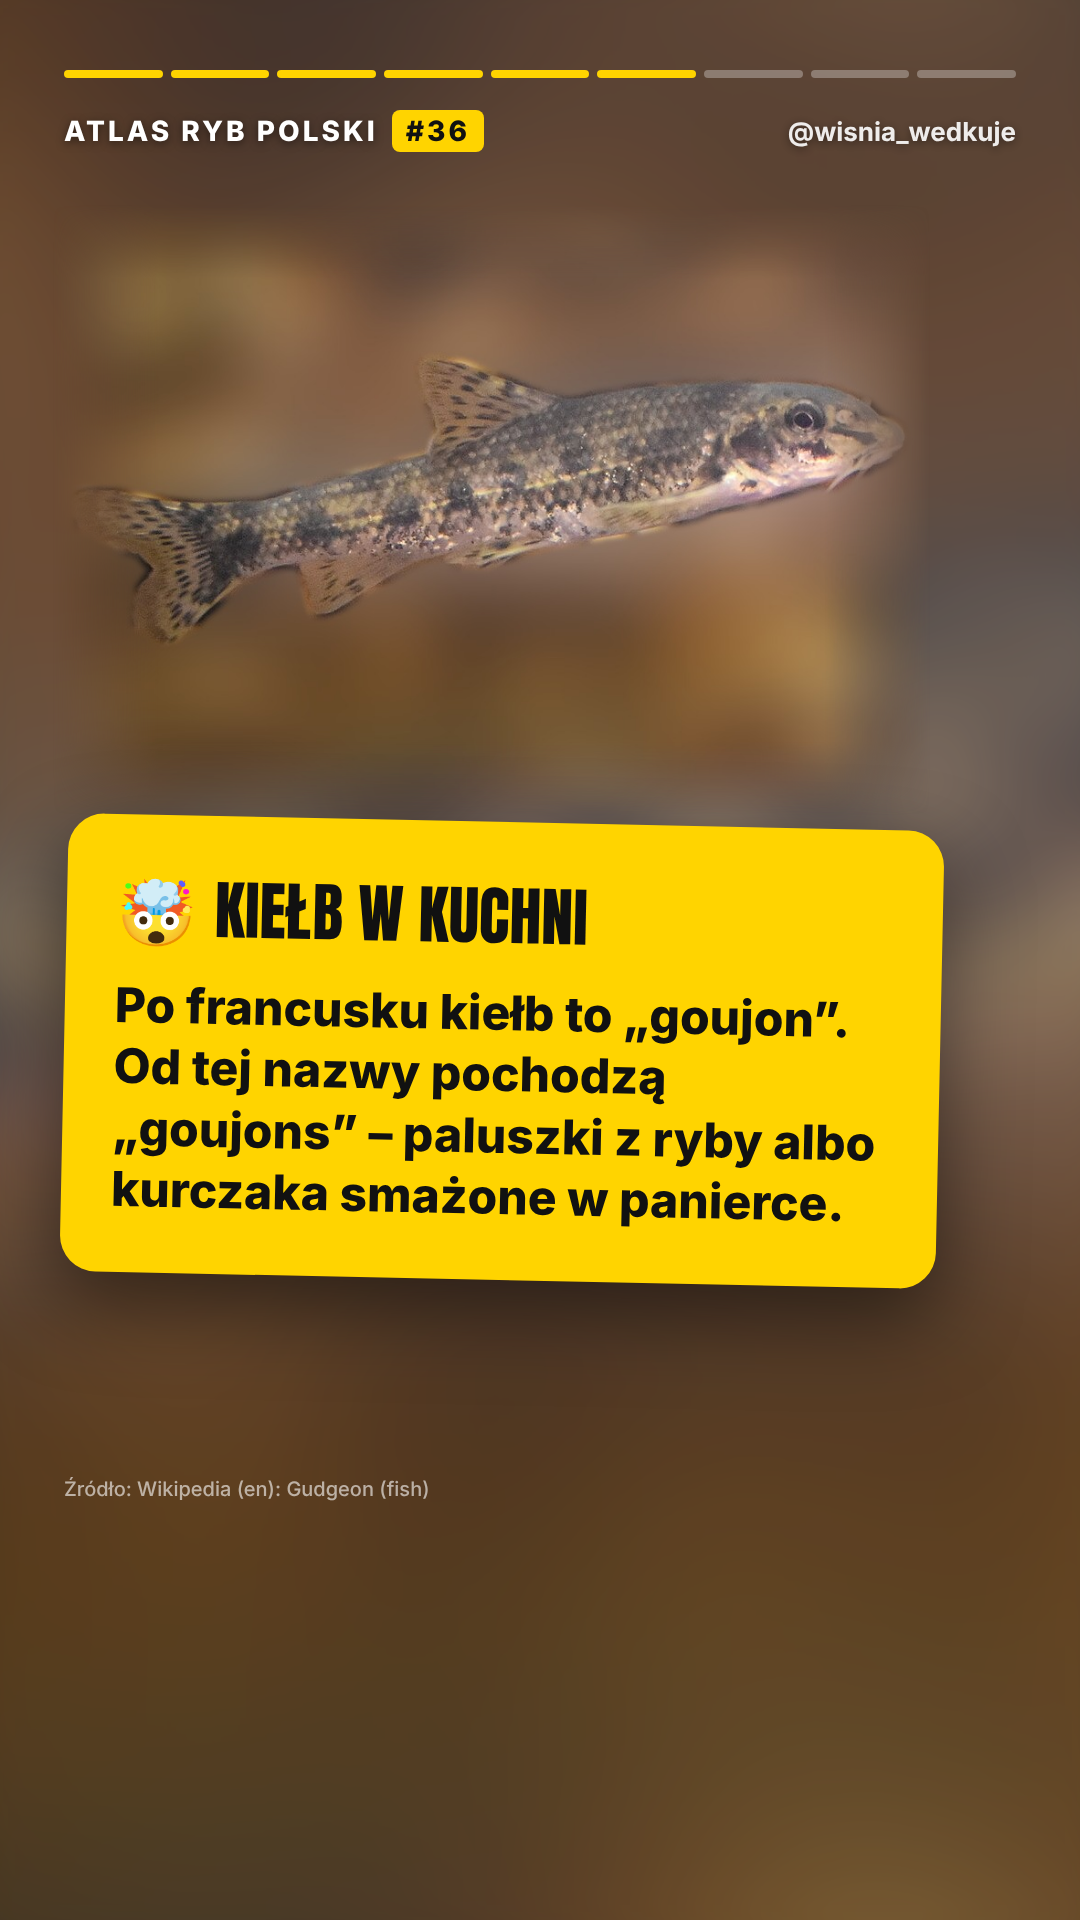 ATLAS RYB POLSKI #36
@wisnia_wedkuje
KIEŁB W KUCHNI
Po francusku kiełb to „goujon”.
Od tej nazwy pochodzą
„goujons” – paluszki z ryby albo
kurczaka smażone w panierce.
Źródło: Wikipedia (en): Gudgeon (fish)